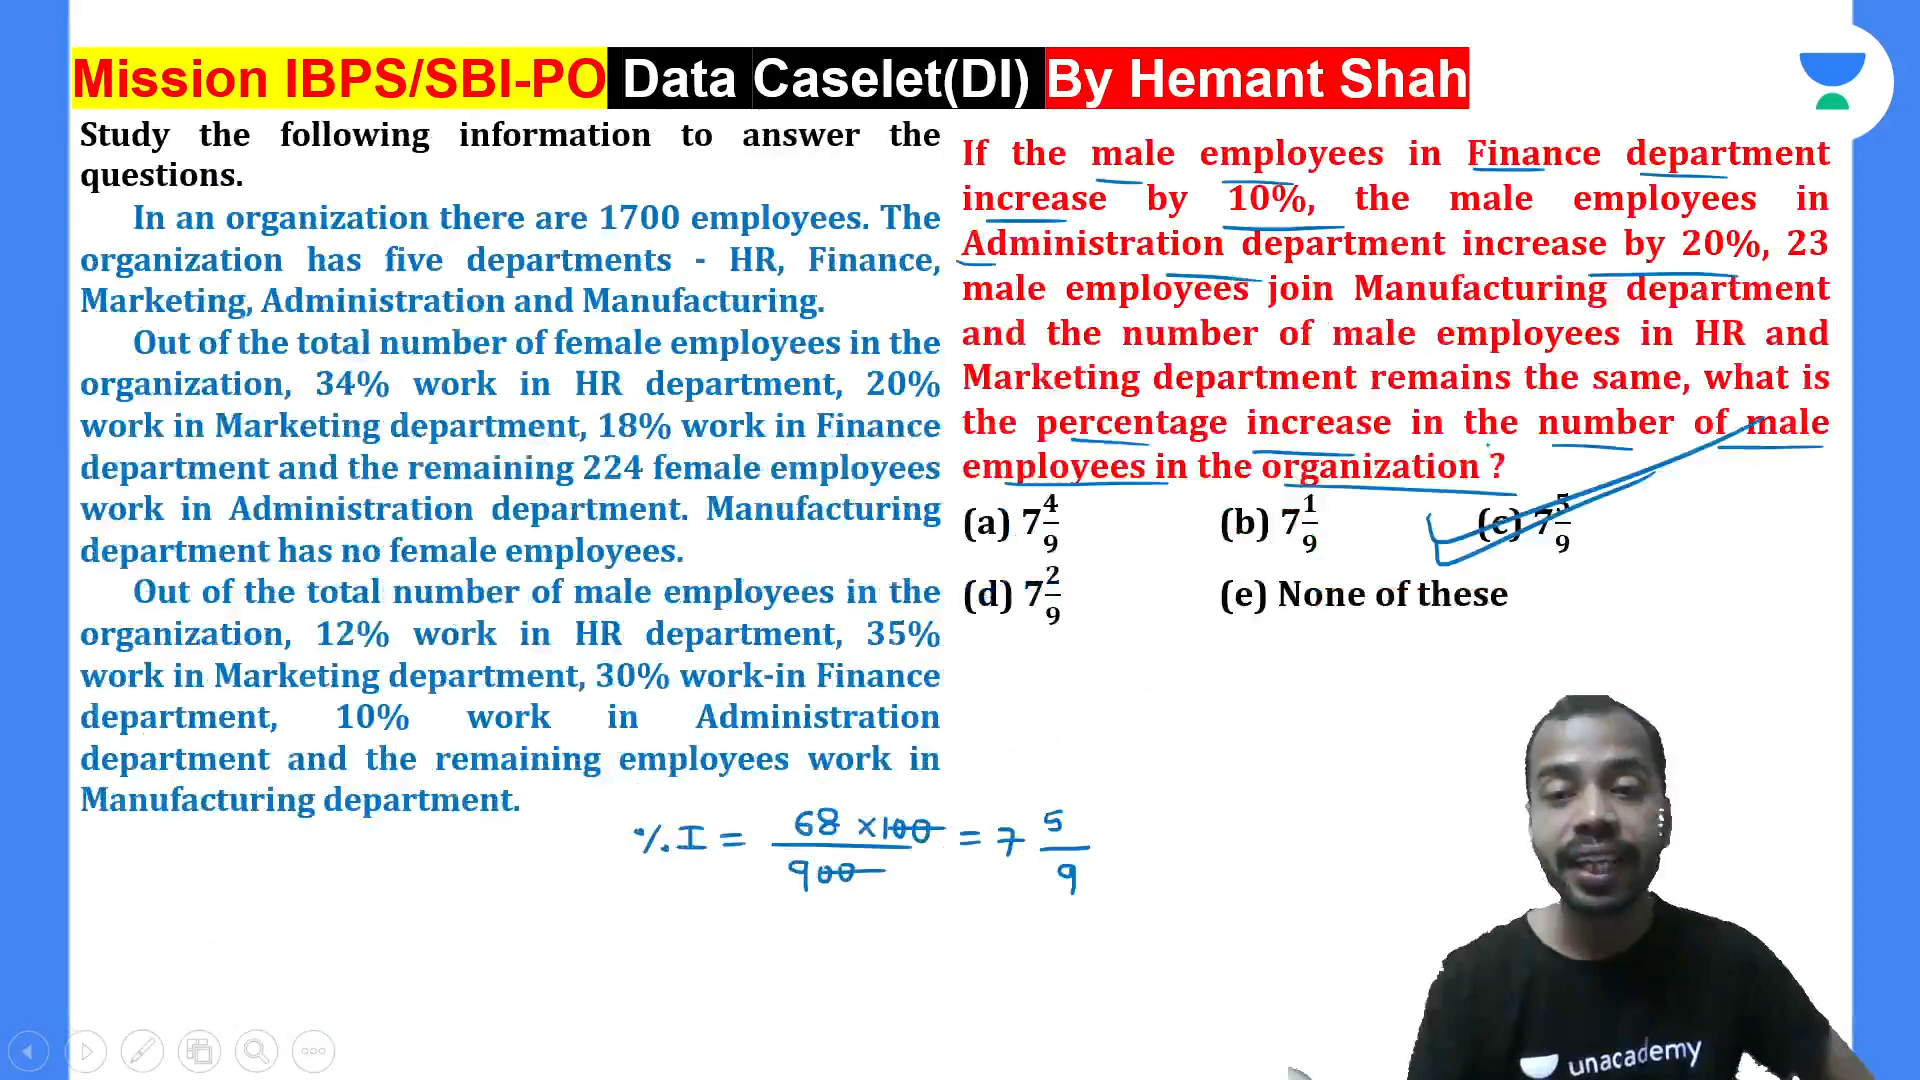 Mission IBPS/SBI-PO Data Caselet(DI) By Hemant Shah
Study the following information to answer the
questions.
In an organization there are 1700 employees. The
organization has five departments - HR, Finance,
Marketing, Administration and Manufacturing.
Out of the total number of female employees in the
organization, 34% work in HR department, 20%
work in Marketing department, 18% work in Finance
department and the remaining 224 female employees
work in Administration department. Manufacturing
department has no female employees.
Out of the total number of male employees in the
organization, 12% work in HR department, 35%
work in Marketing department, 30% work-in Finance
department, 10% work in Administration
department and the remaining employees work in
Manufacturing department.
If the male employees in Finance department
increase by 10%, the male employees in
Administration department increase by 20%, 23
male employees join Manufacturing department
and the number of male employees in HR and
Marketing department remains the same, what is
the percentage increase in the number of male
employees in the organization ?
(a) 7 4/9 (b) 7 1/9 (c) 7 5/9
(d) 7 2/9 (e) None of these
% I = 68 × 100 / 900 = 7 5/9
unacademy